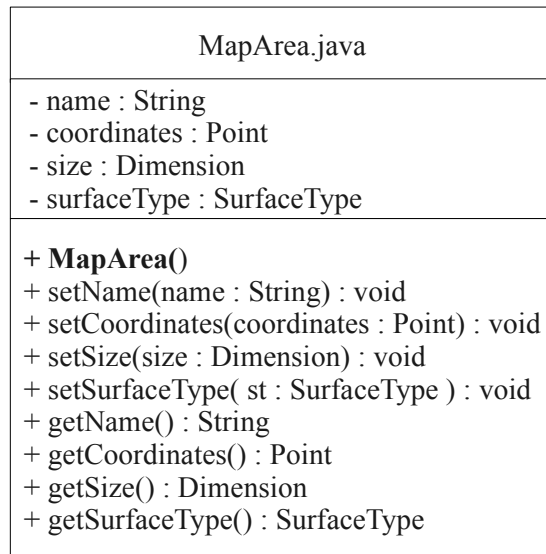 MapArea.java
- name : String
- coordinates : Point
- size : Dimension
- surfaceType : SurfaceType
+ MapArea()
+ setName(name : String) : void
+ setCoordinates(coordinates : Point) : void
+ setSize(size : Dimension) : void
+ setSurfaceType( st : SurfaceType ) : void
+ getName() : String
+ getCoordinates() : Point
+ getSize() : Dimension
+ getSurfaceType() : SurfaceType